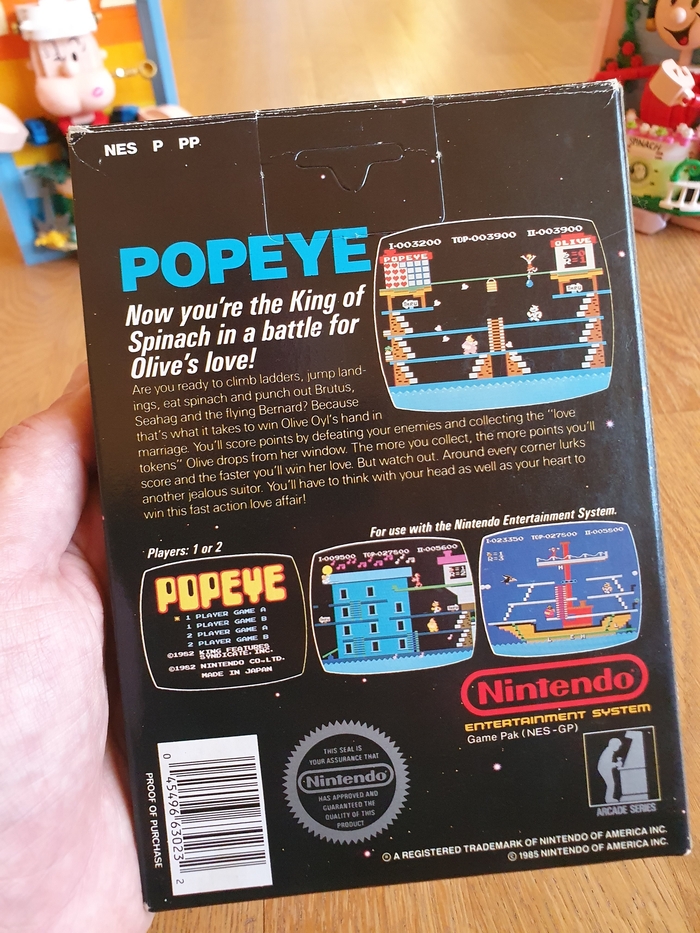 NES P PP
POPEYE
Now you're the King of
Spinach in a battle for
Olive's love!
Are you ready to climb ladders, jump land-
ings, eat spinach and punch out Brutus,
Seahag and the flying Bernard? Because
that's what it takes to win Olive Oyl's hand in
marriage. You'll score points by defeating your enemies and collecting the "love
tokens" Olive drops from her window. The more you collect, the more points you'll
score and the faster you'll win her love. But watch out. Around every corner lurks
another jealous suitor. You'll have to think with your head as well as your heart to
win this fast action love affair!
I-003200 TOP-003900 II-003900
POPEYE
OLIVE
For use with the Nintendo Entertainment System.
Players: 1 or 2
POPEYE
1 PLAYER GAME A
1 PLAYER GAME B
2 PLAYER GAME A
2 PLAYER GAME B
©1982 KING FEATURES
SYNDICATE, INC.
©1982 NINTENDO CO.,LTD.
MADE IN JAPAN
I-009500 TOP-027500 II-005600
I-023350 TOP-027500 II-005500
Nintendo
ENTERTAINMENT SYSTEM
Game Pak (NES-GP)
ARCADE SERIES
THIS SEAL IS
YOUR ASSURANCE THAT
Nintendo
HAS APPROVED AND
GUARANTEED THE
QUALITY OF THIS
PRODUCT
PROOF OF PURCHASE
0 45496 63023 2
® A REGISTERED TRADEMARK OF NINTENDO OF AMERICA INC.
© 1985 NINTENDO OF AMERICA INC.
SPINACH